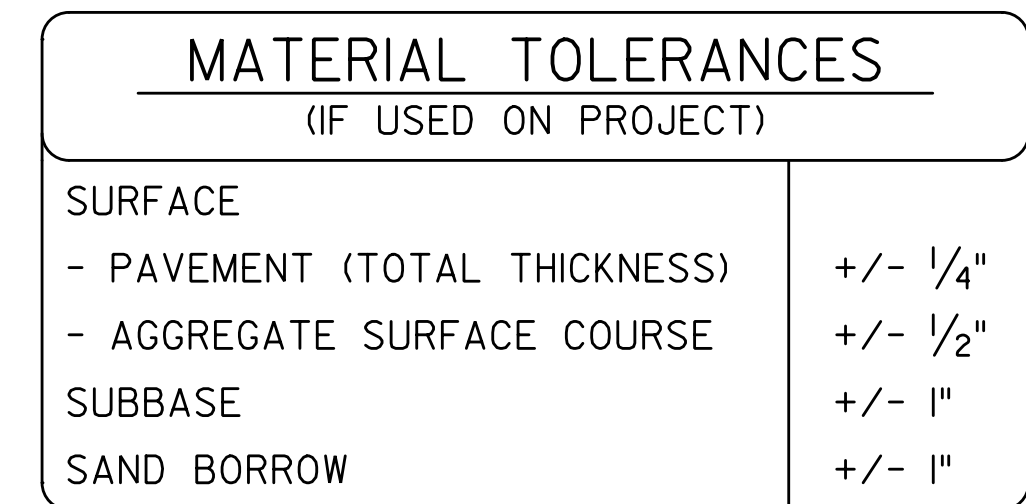 MATERIAL TOLERANCES
(IF USED ON PROJECT)
SURFACE
- PAVEMENT (TOTAL THICKNESS) +/- 1/4"
- AGGREGATE SURFACE COURSE +/- 1/2"
SUBBASE +/- 1"
SAND BORROW +/- 1"